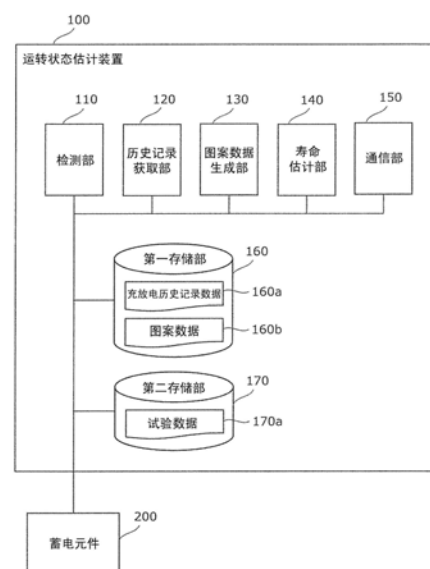 100
运转状态估计装置
110
120
130
140
150
检测部
历史记录
获取部
图案数据
生成部
寿命
估计部
通信部
第一存储部
160
充放电历史记录数据
160a
图案数据
160b
第二存储部
170
试验数据
170a
200
蓄电元件